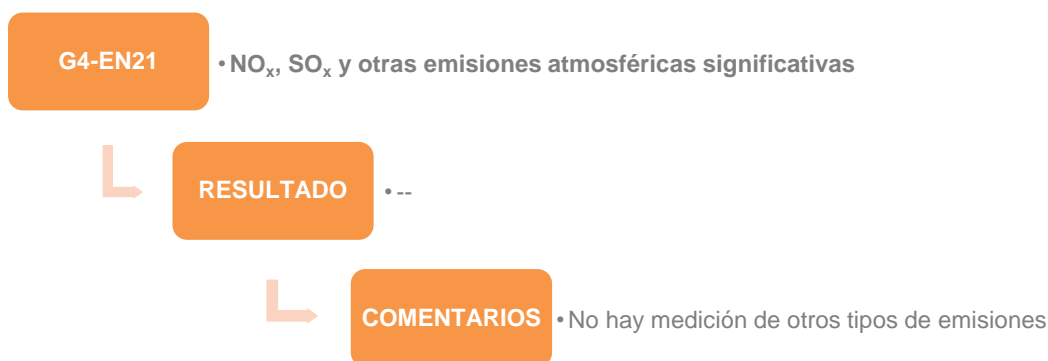 G4-EN21 • NOx, SOx y otras emisiones atmosféricas significativas
RESULTADO • --
COMENTARIOS • No hay medición de otros tipos de emisiones